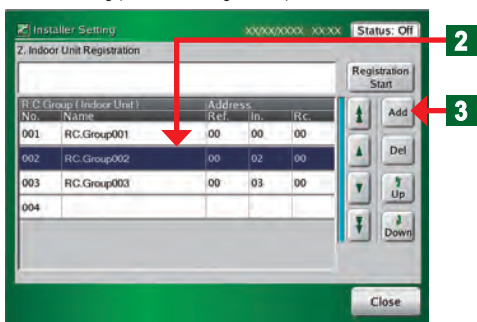 Installer Setting XX/XX/XXXX XX:XX Status: Off
2. Indoor Unit Registration
Registration
Start
R.C.Group ( Indoor Unit ) Address
No. Name Ref. In. Rc.
001 RC.Group001 00 00 00
002 RC.Group002 00 02 00
003 RC.Group003 00 03 00
004
Add
Del
Up
Down
Close
2
3